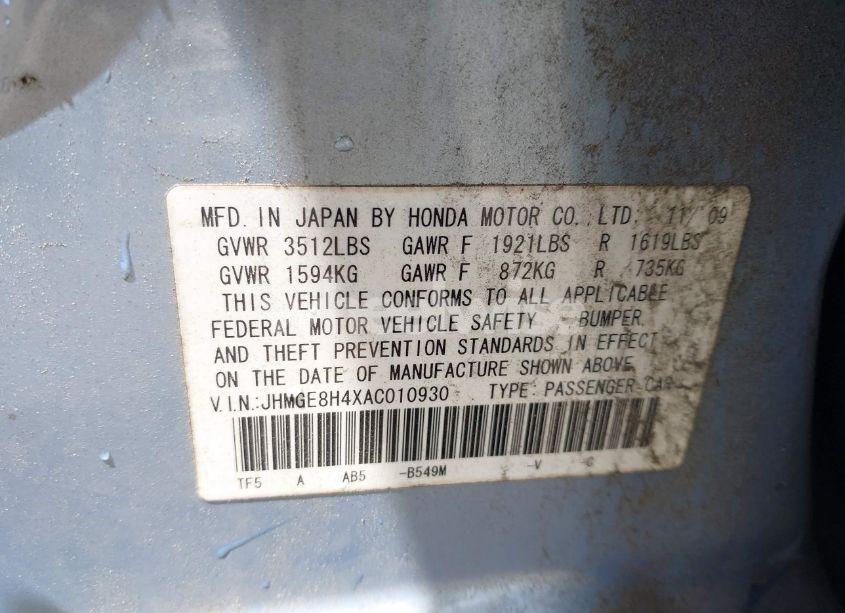 MFD. IN JAPAN BY HONDA MOTOR CO., LTD. 11/09
GVWR 3512LBS GAWR F 1921LBS R 1619LBS
GVWR 1594KG GAWR F 872KG R 735KG
THIS VEHICLE CONFORMS TO ALL APPLICABLE
FEDERAL MOTOR VEHICLE SAFETY BUMPER,
AND THEFT PREVENTION STANDARDS IN EFFECT
ON THE DATE OF MANUFACTURE SHOWN ABOVE.
V.I.N.:JHMGE8H4XAC010930 TYPE: PASSENGER CAR
TF5 A AB5 -B549M -V -C